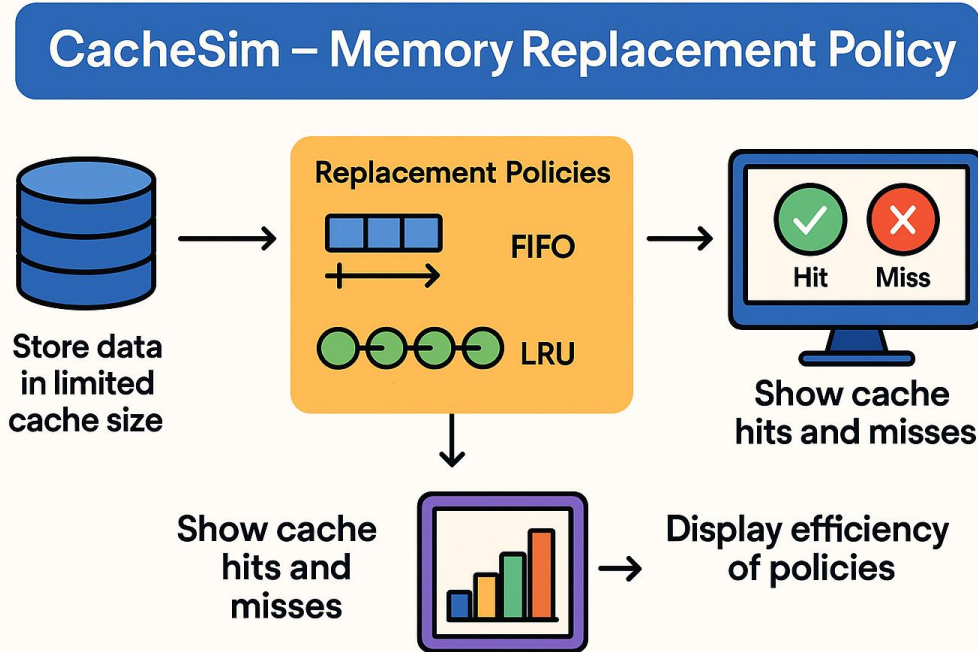 CacheSim – Memory Replacement Policy
Store data
in limited
cache size
Replacement Policies
FIFO
LRU
Hit
Miss
Show cache
hits and misses
Show cache
hits and
misses
Display efficiency
of policies